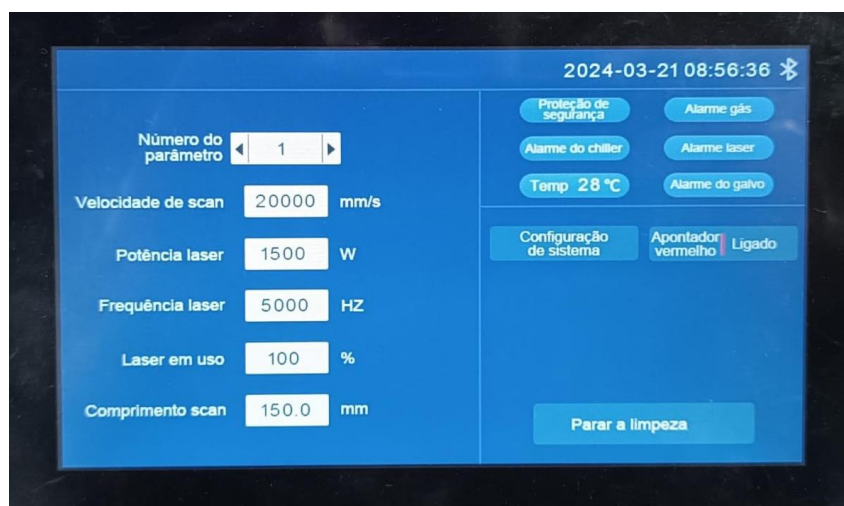 2024-03-21 08:56:36
Número do
parâmetro
1
Velocidade de scan 20000 mm/s
Potência laser 1500 W
Frequência laser 5000 HZ
Laser em uso 100 %
Comprimento scan 150.0 mm
Proteção de
segurança
Alarme gás
Alarme do chiller
Alarme laser
Temp 28 ℃
Alarme do galvo
Configuração
de sistema
Apontador
vermelho
Ligado
Parar a limpeza